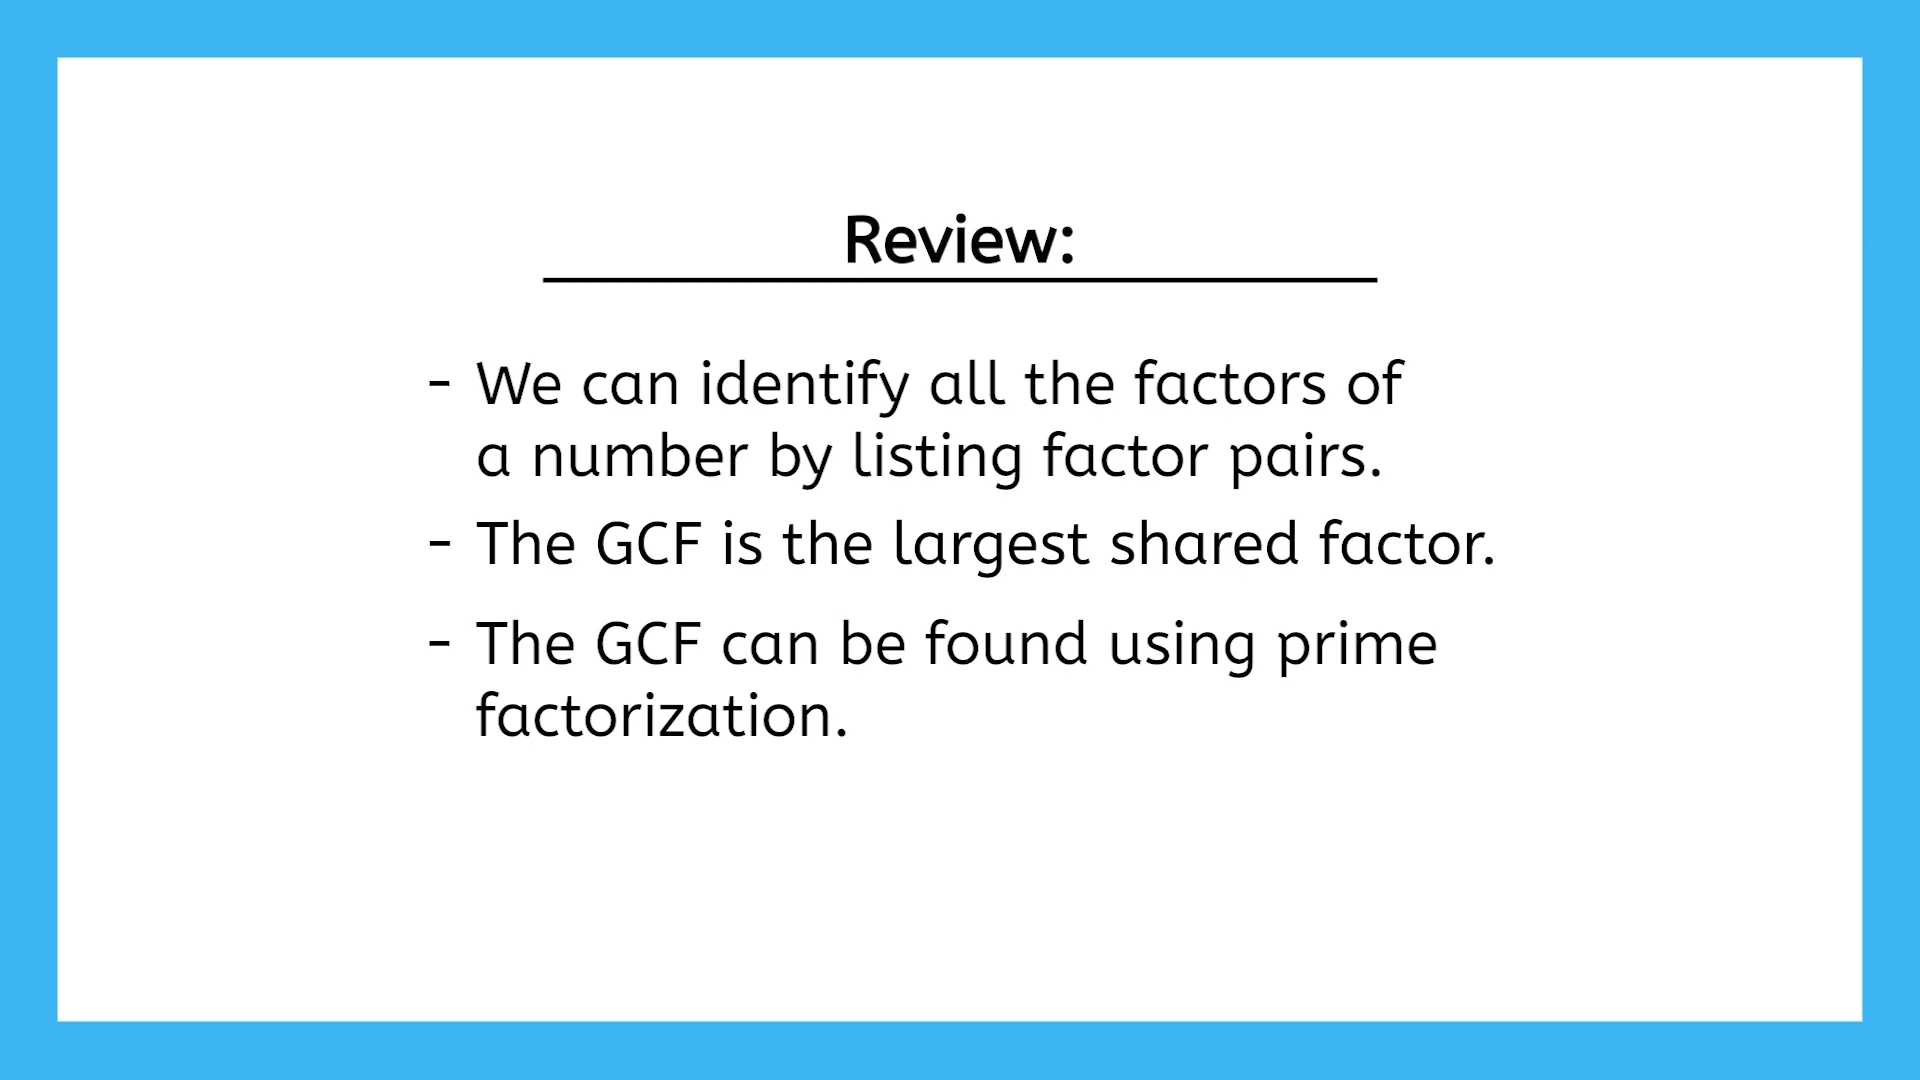 Review:
- We can identify all the factors of
a number by listing factor pairs.
- The GCF is the largest shared factor.
- The GCF can be found using prime
factorization.